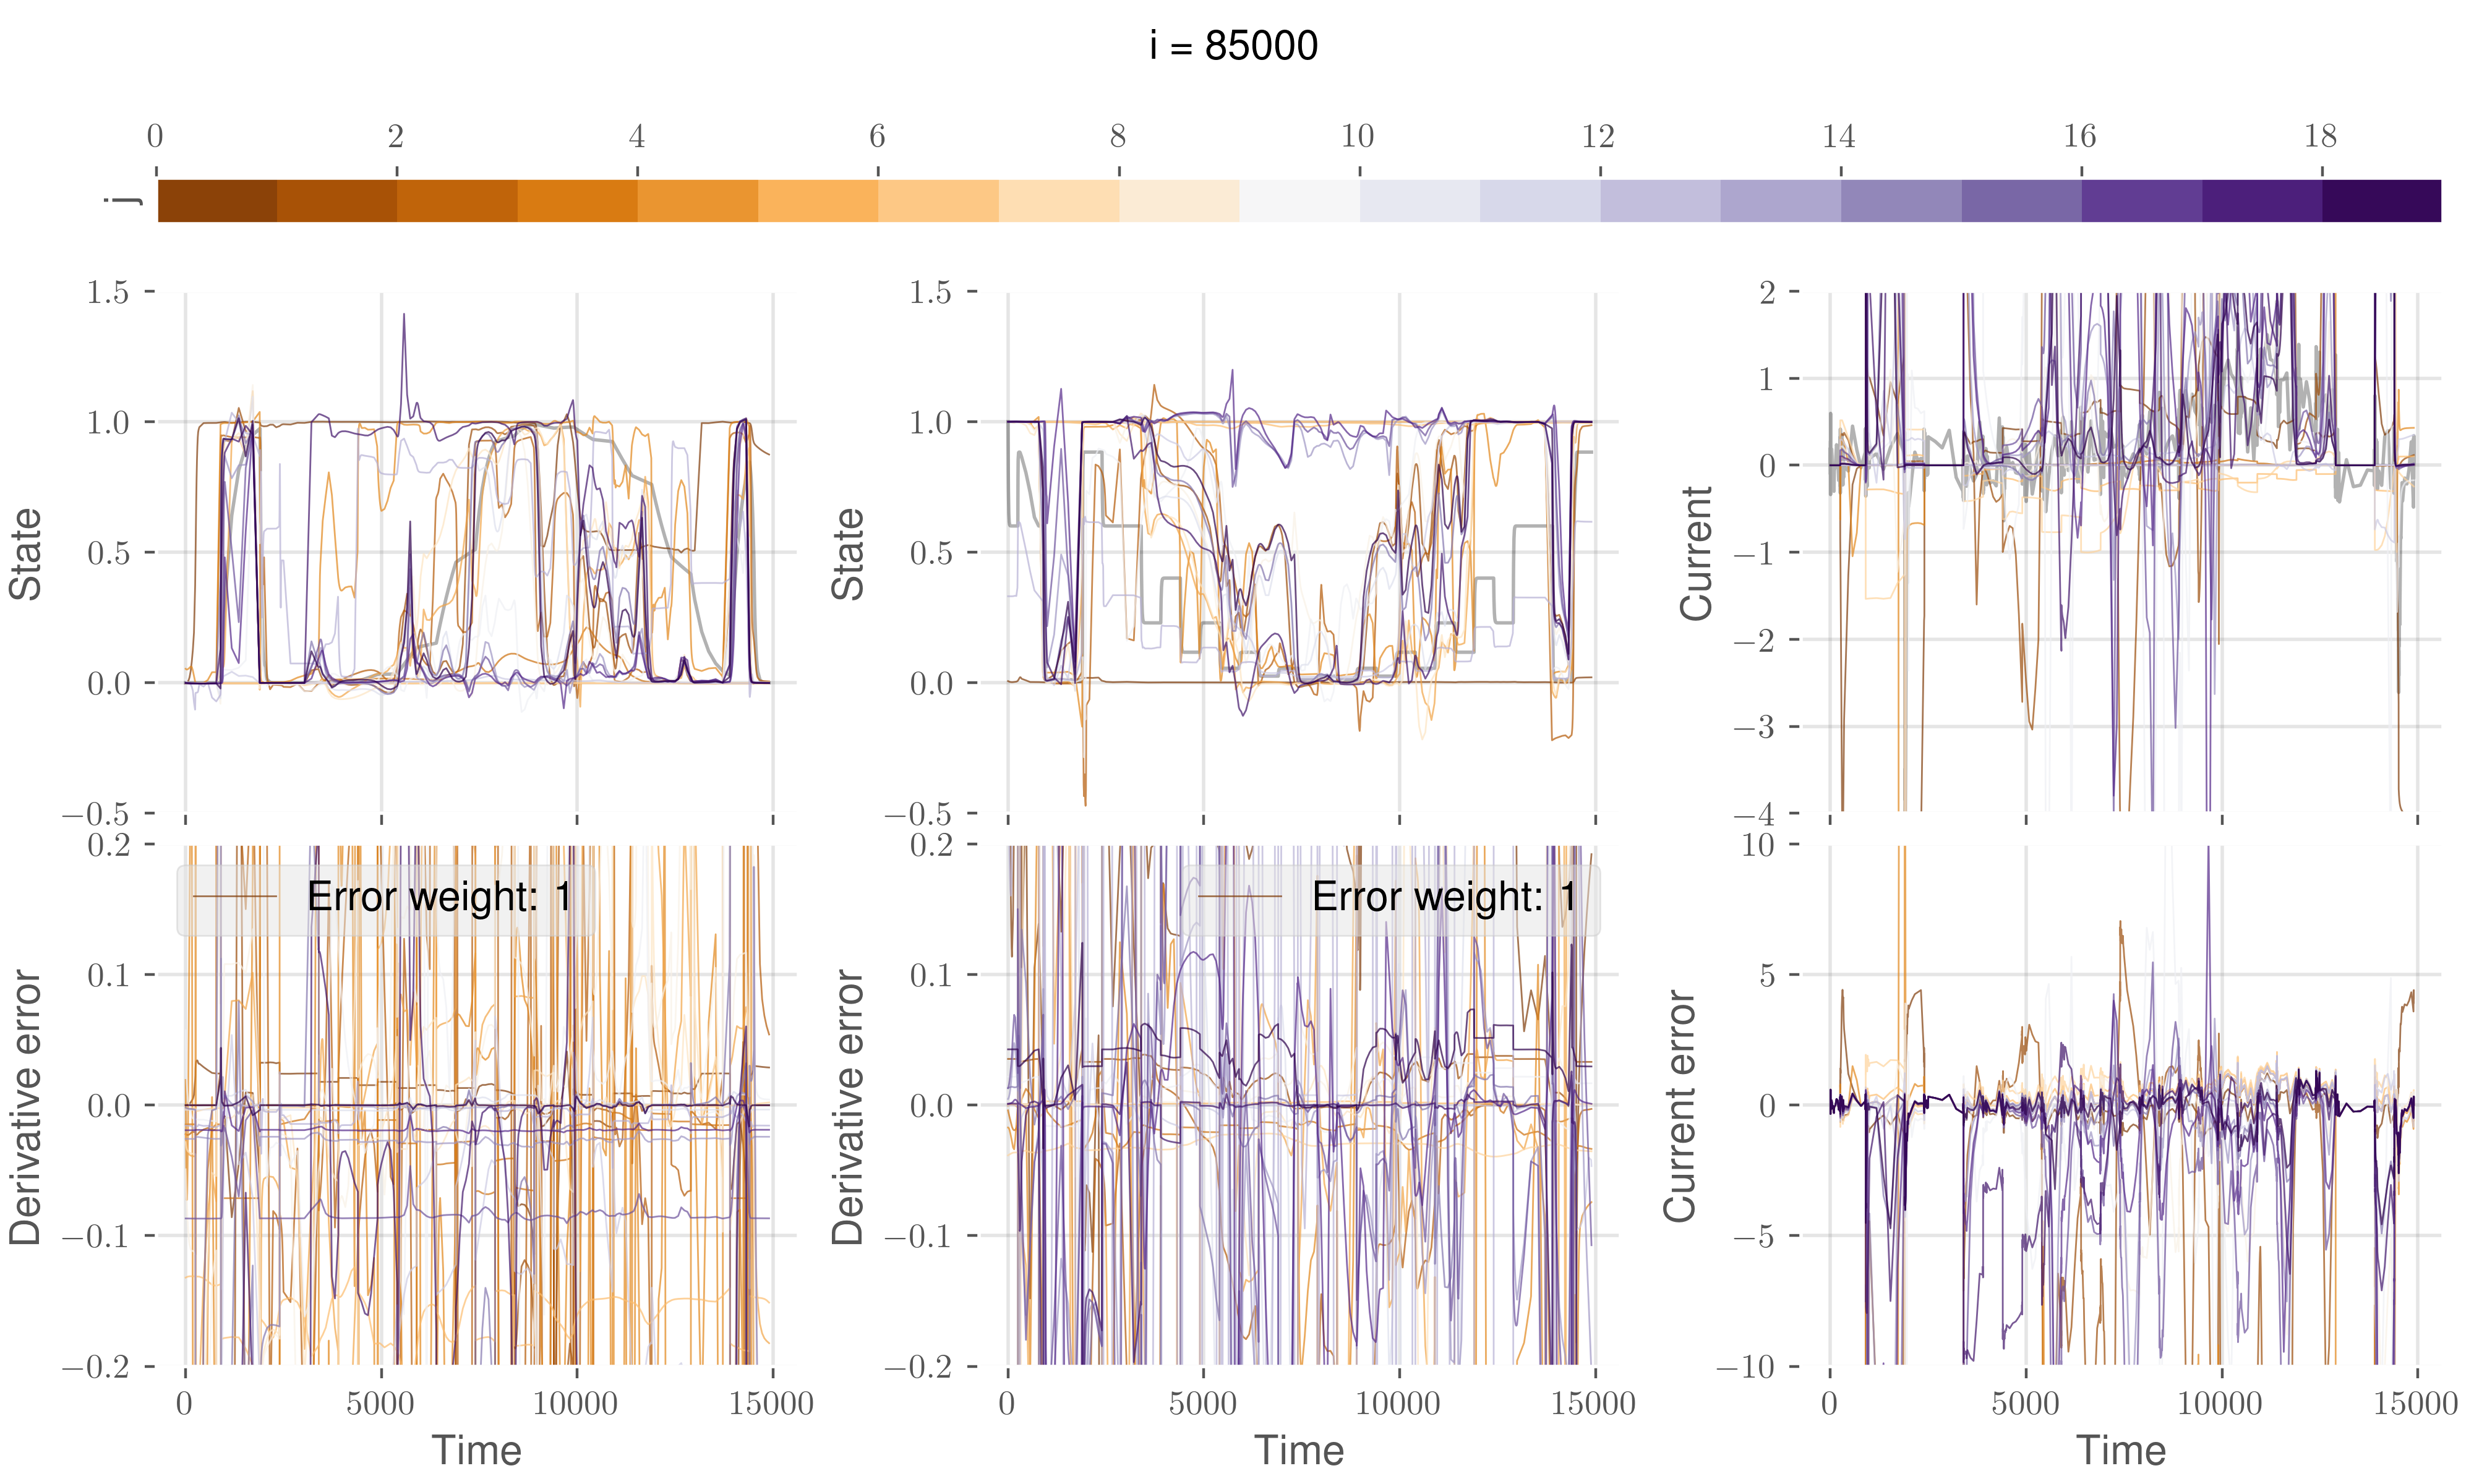 i = 85000
0 2 4 6 8 10 12 14 16 18
j
1.5 1.0 0.5 0.0 −0.5
State
1.5 1.0 0.5 0.0 −0.5
State
2 1 0 −1 −2 −3 −4
Current
0.2 0.1 0.0 −0.1 −0.2
Derivative error
Error weight: 1
0 5000 10000 15000
Time
0.2 0.1 0.0 −0.1 −0.2
Derivative error
Error weight: 1
0 5000 10000 15000
Time
10 5 0 −5 −10
Current error
0 5000 10000 15000
Time